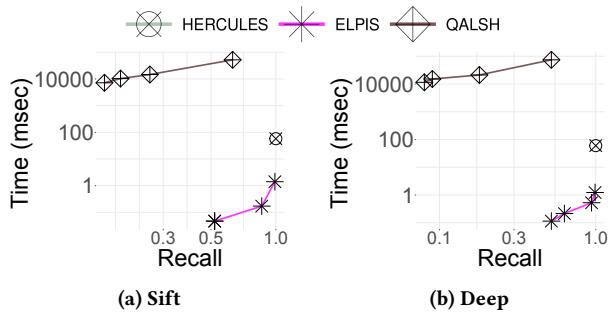 HERCULES ELPIS QALSH
Time (msec)
10000
100
1
0.3 0.5 1.0
Recall
(a) Sift
Time (msec)
10000
100
1
0.1 0.3 1.0
Recall
(b) Deep